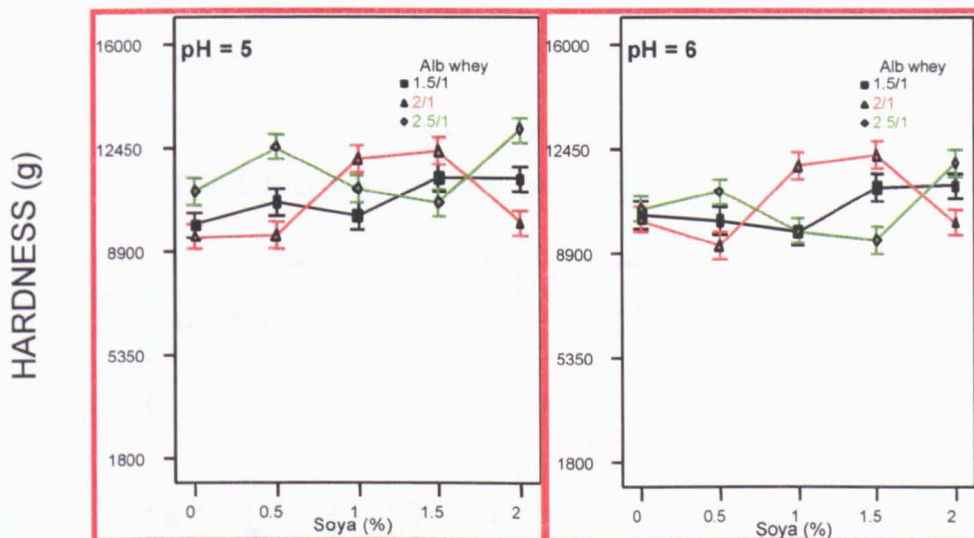 HARDNESS (g)
pH = 5
Alb whey
1.5/1
2/1
2.5/1
16000
12450
8900
5350
1800
0 0.5 1 1.5 2
Soya (%)
pH = 6
Alb whey
1.5/1
2/1
2.5/1
16000
12450
8900
5350
1800
0 0.5 1 1.5 2
Soya (%)